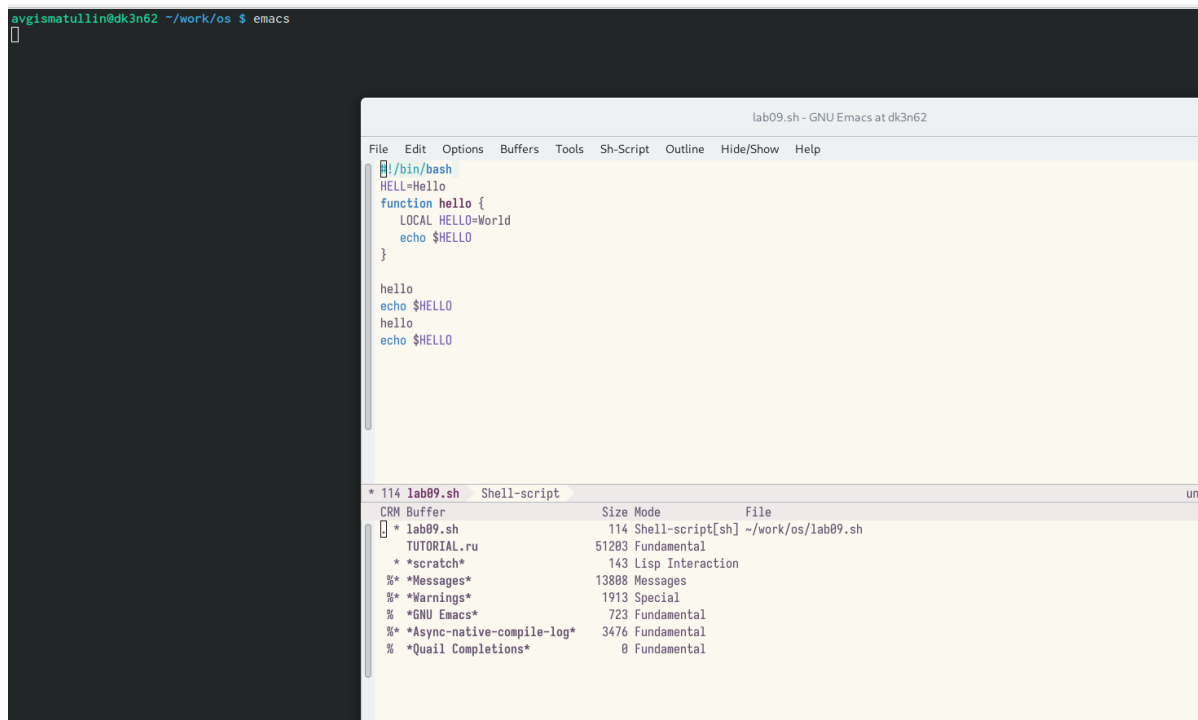 avgismatullin@dk3n62 ~/work/os $ emacs
lab09.sh - GNU Emacs at dk3n62
File Edit Options Buffers Tools Sh-Script Outline Hide/Show Help
#!/bin/bash
HELL=Hello
function hello {
LOCAL HELLO=World
echo $HELLO
}
hello
echo $HELLO
hello
echo $HELLO
* 114 lab09.sh Shell-script un
CRM Buffer Size Mode File
. * lab09.sh 114 Shell-script[sh] ~/work/os/lab09.sh
TUTORIAL.ru 51203 Fundamental
* *scratch* 143 Lisp Interaction
%* *Messages* 13808 Messages
%* *Warnings* 1913 Special
% *GNU Emacs* 723 Fundamental
%* *Async-native-compile-log* 3476 Fundamental
% *Quail Completions* 0 Fundamental